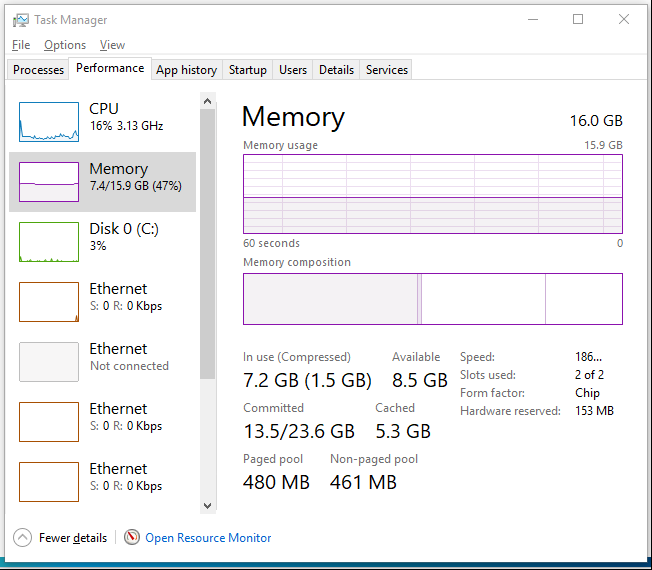 Task Manager
File Options View
Processes Performance App history Startup Users Details Services
CPU
16% 3.13 GHz
Memory
7.4/15.9 GB (47%)
Disk 0 (C:)
3%
Ethernet
S: 0 R: 0 Kbps
Ethernet
Not connected
Ethernet
S: 0 R: 0 Kbps
Ethernet
S: 0 R: 0 Kbps
Memory 16.0 GB
Memory usage 15.9 GB
60 seconds 0
Memory composition
In use (Compressed) Available
7.2 GB (1.5 GB) 8.5 GB
Committed Cached
13.5/23.6 GB 5.3 GB
Paged pool Non-paged pool
480 MB 461 MB
Speed: 186...
Slots used: 2 of 2
Form factor: Chip
Hardware reserved: 153 MB
Fewer details Open Resource Monitor